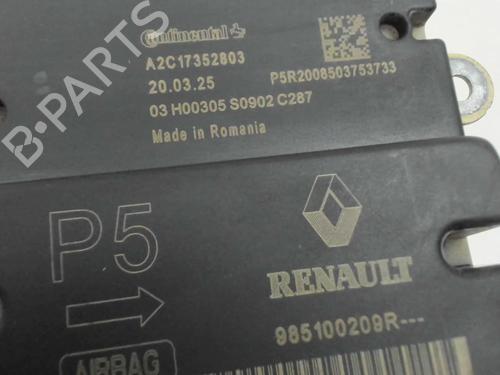 Continental
A2C17352803
20.03.25
P5R2008503753733
03 H00305 S0902 C287
Made in Romania
P5
RENAULT
985100209R---
AIRBAG
B-PARTS